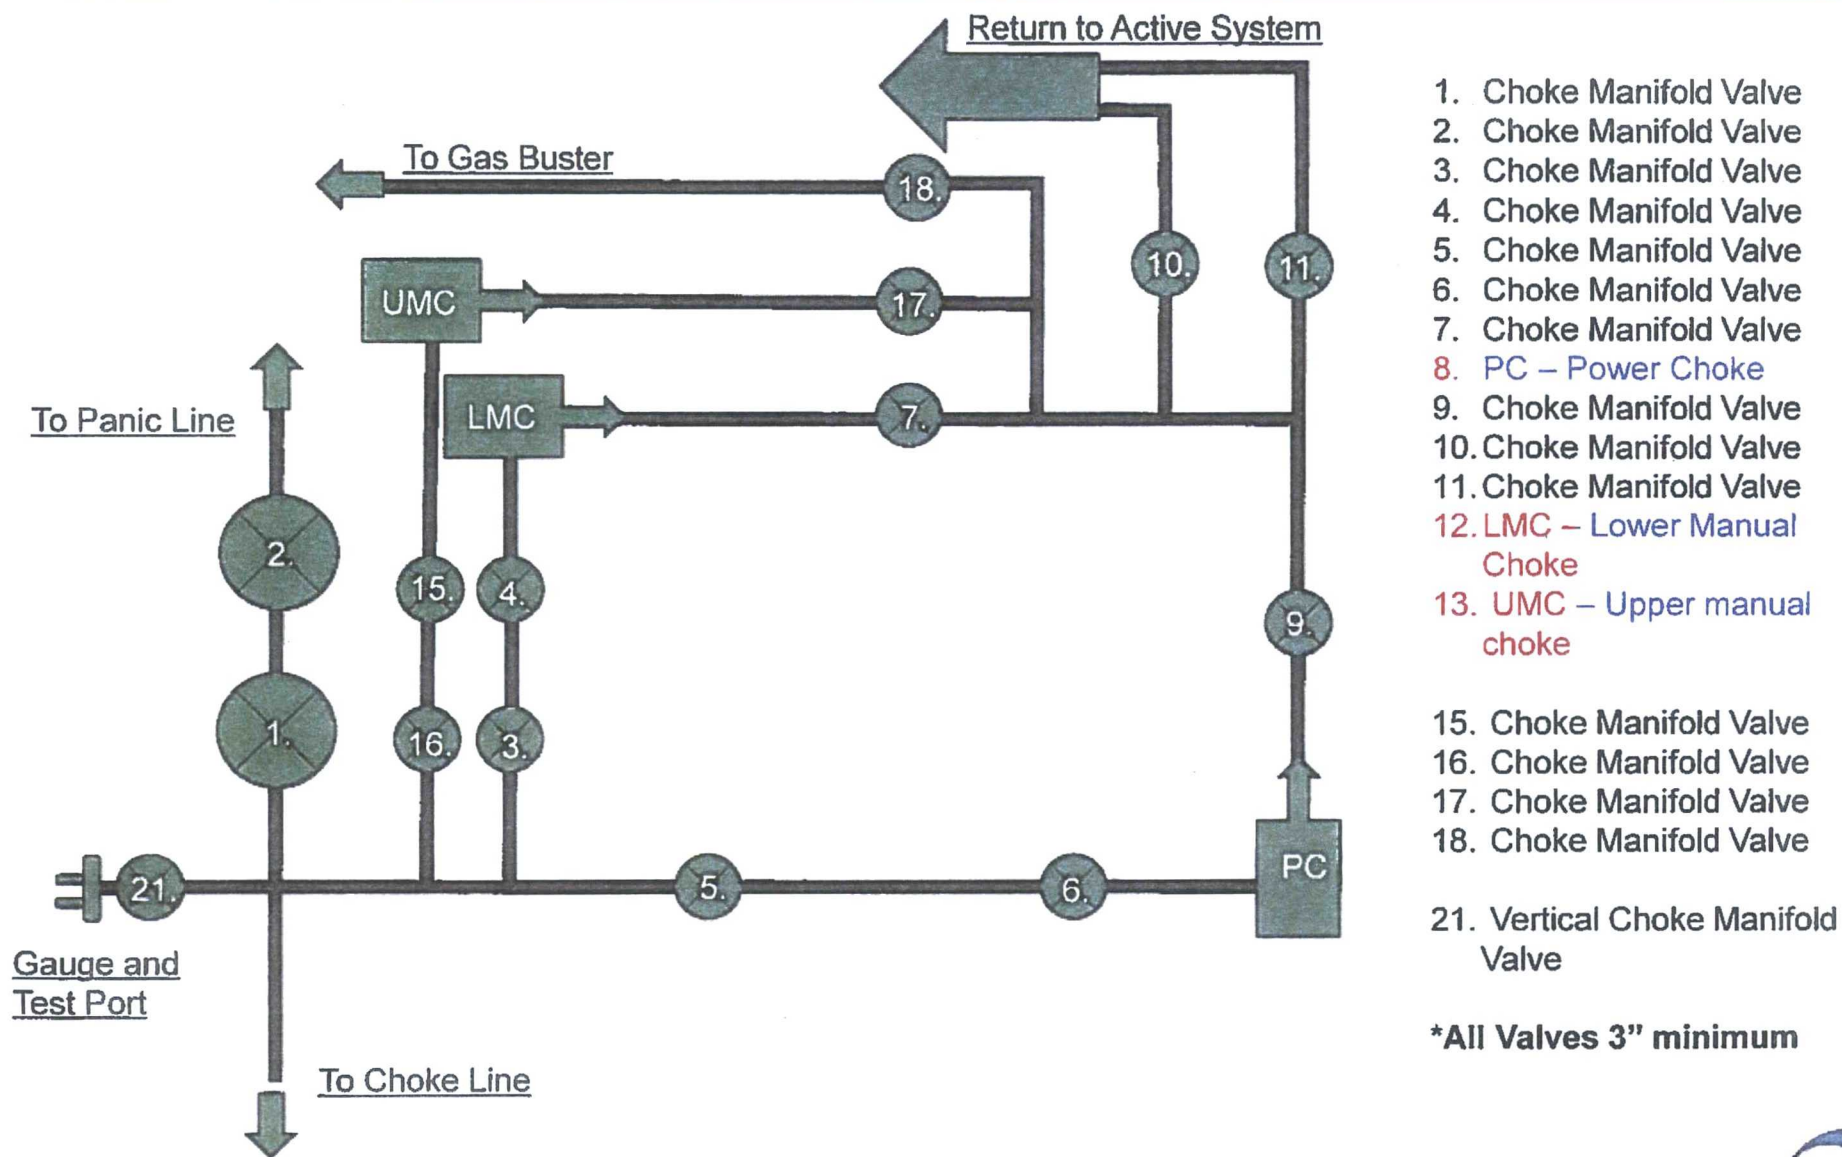 Return to Active System
To Gas Buster
18.
UMC
17.
10.
11.
To Panic Line
LMC
7.
2.
15.
4.
9.
1.
16.
3.
21.
5.
6.
PC
Gauge and
Test Port
To Choke Line
1. Choke Manifold Valve
2. Choke Manifold Valve
3. Choke Manifold Valve
4. Choke Manifold Valve
5. Choke Manifold Valve
6. Choke Manifold Valve
7. Choke Manifold Valve
8. PC – Power Choke
9. Choke Manifold Valve
10. Choke Manifold Valve
11. Choke Manifold Valve
12. LMC – Lower Manual
Choke
13. UMC – Upper manual
choke
15. Choke Manifold Valve
16. Choke Manifold Valve
17. Choke Manifold Valve
18. Choke Manifold Valve
21. Vertical Choke Manifold
Valve
*All Valves 3” minimum